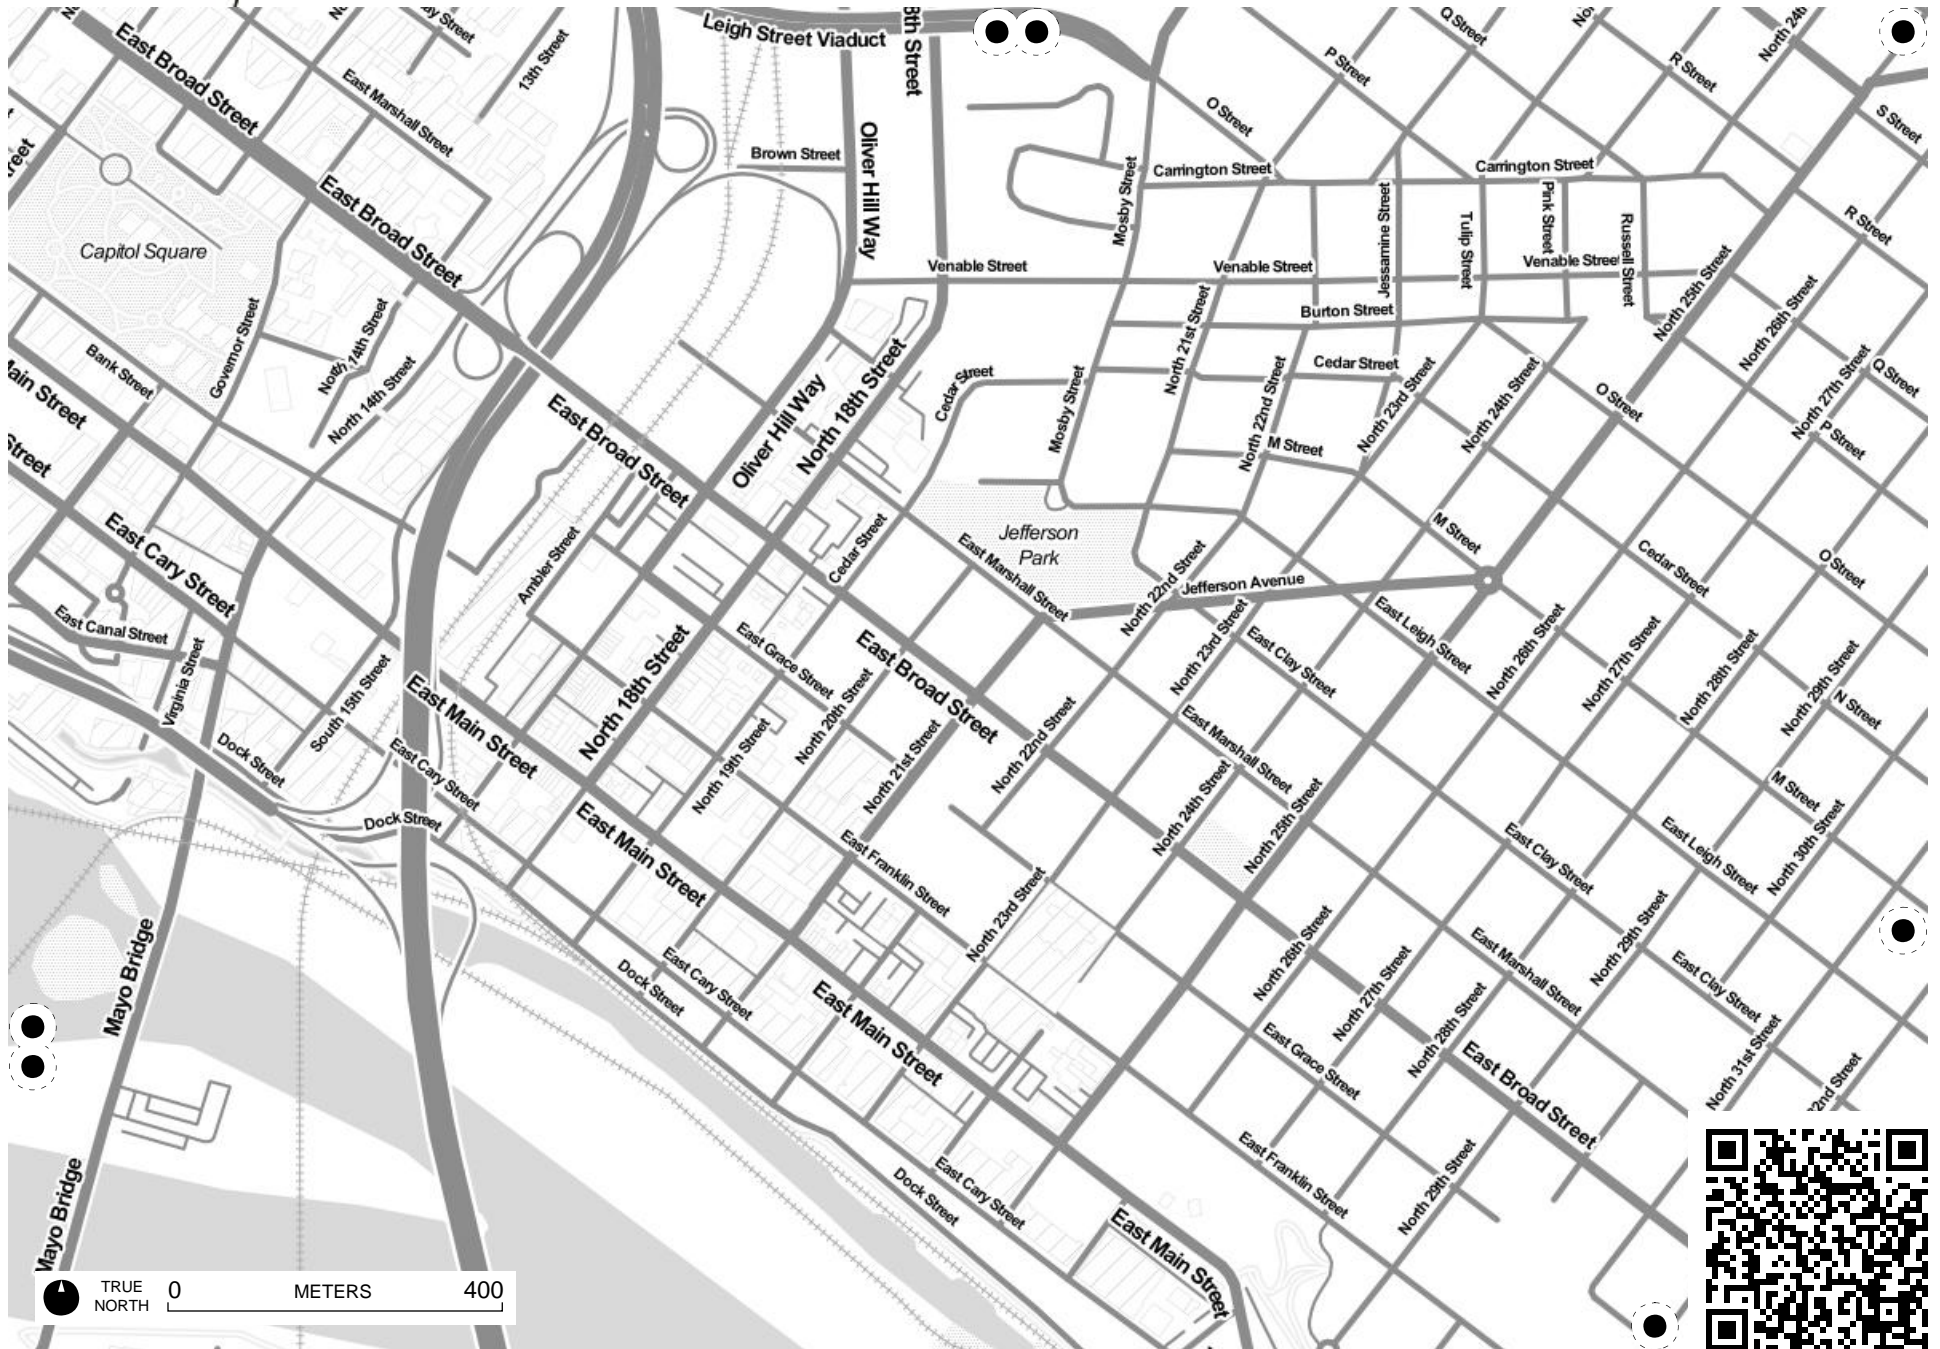 Leigh Street Viaduct
East Broad Street
13th Street
East Marshall Street
P Street
Q Street
R Street
North 24th
O Street
S Street
Brown Street
Oliver Hill Way
Mosby Street
Carrington Street
Carrington Street
Jessamine Street
Tulip Street
Pink Street
Russell Street
R Street
East Broad Street
Capitol Square
Venable Street
Venable Street
Venable Street
North 25th Street
North 26th Street
Burton Street
North 21st Street
Governor Street
North 14th Street
Bank Street
North 14th Street
Main Street
Street
Cedar Street
Cedar Street
Mosby Street
North 22nd Street
North 23rd Street
North 24th Street
O Street
North 27th Street
Q Street
P Street
East Broad Street
Oliver Hill Way
North 18th Street
M Street
M Street
Jefferson
Park
East Cary Street
Ambler Street
Cedar Street
East Marshall Street
North 22nd Street
Jefferson Avenue
Cedar Street
O Street
East Canal Street
Virginia Street
South 15th Street
Dock Street
North 18th Street
East Grace Street
East Broad Street
North 20th Street
North 23rd Street
East Clay Street
East Leigh Street
North 26th Street
North 27th Street
North 28th Street
North 29th Street
N Street
East Main Street
East Cary Street
Dock Street
North 19th Street
North 21st Street
North 22nd Street
East Marshall Street
North 24th Street
North 25th Street
M Street
East Main Street
East Franklin Street
East Clay Street
East Leigh Street
North 30th Street
Mayo Bridge
North 23rd Street
North 26th Street
East Marshall Street
North 29th Street
East Clay Street
Dock Street
East Cary Street
East Main Street
North 27th Street
North 28th Street
East Grace Street
East Broad Street
North 31st Street
Mayo Bridge
Dock Street
East Cary Street
East Franklin Street
North 29th Street
East Main Street
TRUE
NORTH
0 METERS 400